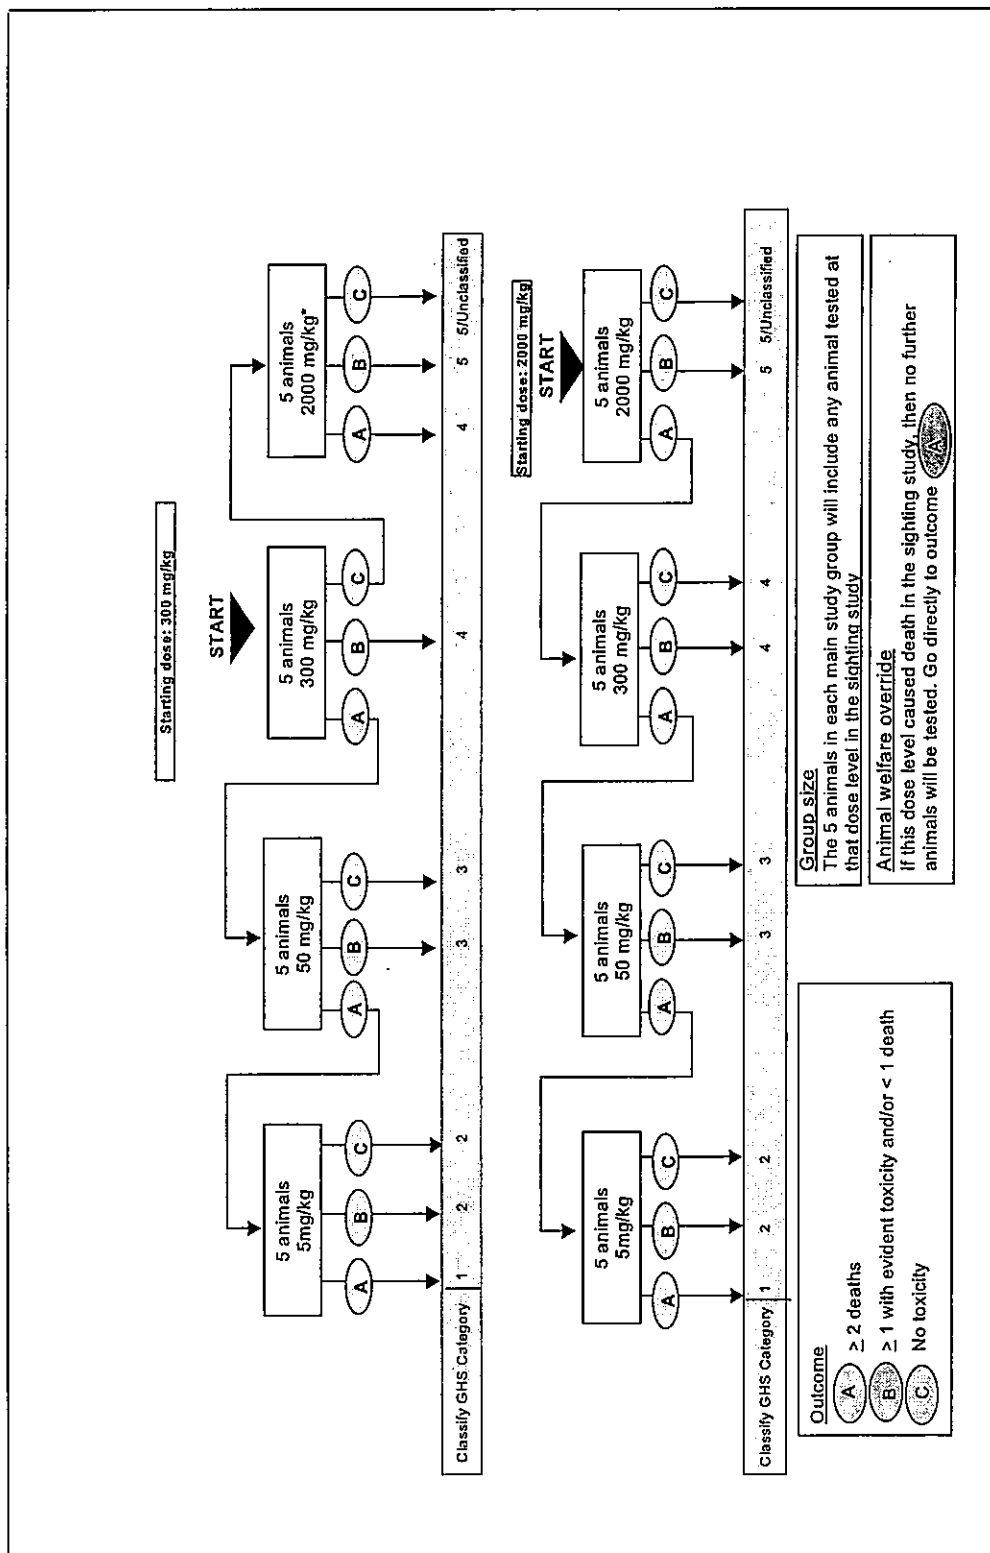 Starting dose: 300 mg/kg
START
5 animals
5mg/kg
5 animals
50 mg/kg
5 animals
300 mg/kg
5 animals
2000 mg/kg*
A B C A B C A B C A B C
Classify GHS Category 1 2 2 3 3 4 4 5 5/Unclassified
Starting dose: 2000 mg/kg
START
5 animals
5mg/kg
5 animals
50 mg/kg
5 animals
300 mg/kg
5 animals
2000 mg/kg
A B C A B C A B C A B C
Classify GHS Category 1 2 2 3 3 4 4 5 5/Unclassified
Outcome
A ≥ 2 deaths
B ≥ 1 with evident toxicity and/or < 1 death
C No toxicity
Group size
The 5 animals in each main study group will include any animal tested at
that dose level in the sighting study
Animal welfare override
If this dose level caused death in the sighting study, then no further
animals will be tested. Go directly to outcome A